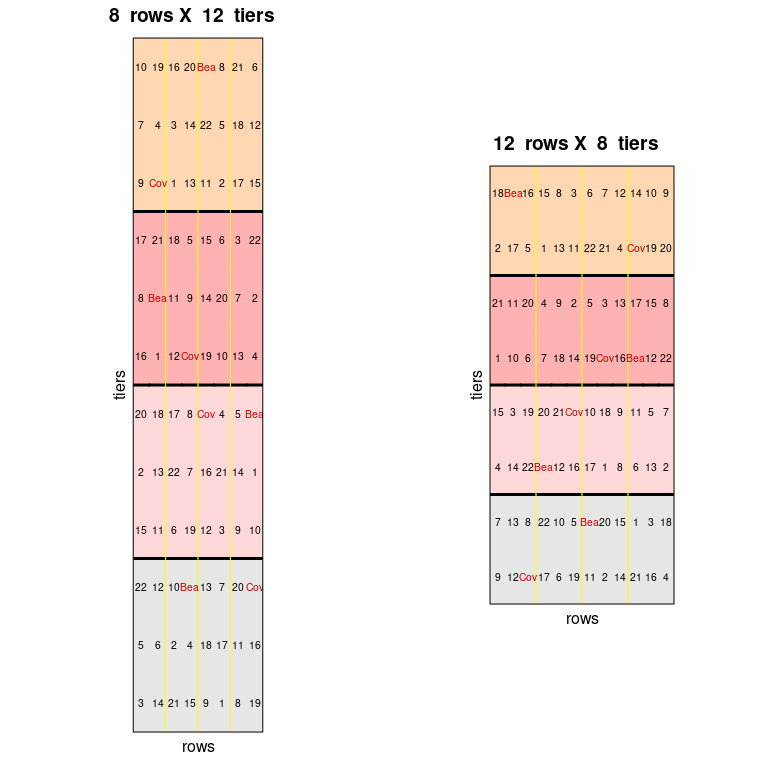 8 rows X 12 tiers
10 19 16 20 Bea 8 21 6
7 4 3 14 22 5 18 12
9 Cov 1 13 11 2 17 15
17 21 18 5 15 6 3 22
8 Bea 11 9 14 20 7 2
16 1 12 Cov 19 10 13 4
20 18 17 8 Cov 4 5 Bea
2 13 22 7 16 21 14 1
15 11 6 19 12 3 9 10
22 12 10 Bea 13 7 20 Cov
5 6 2 4 18 17 11 16
3 14 21 15 9 1 8 19
tiers
rows
12 rows X 8 tiers
18 Bea 16 15 8 3 6 7 12 14 10 9
2 17 5 1 13 11 22 21 4 Cov 19 20
21 11 20 4 9 2 5 3 13 17 15 8
1 10 6 7 18 14 19 Cov 16 Bea 12 22
15 3 19 20 21 Cov 10 18 9 11 5 7
4 14 22 Bea 12 16 17 1 8 6 13 2
7 13 8 22 10 5 Bea 20 15 1 3 18
9 12 Cov 17 6 19 11 2 14 21 16 4
tiers
rows